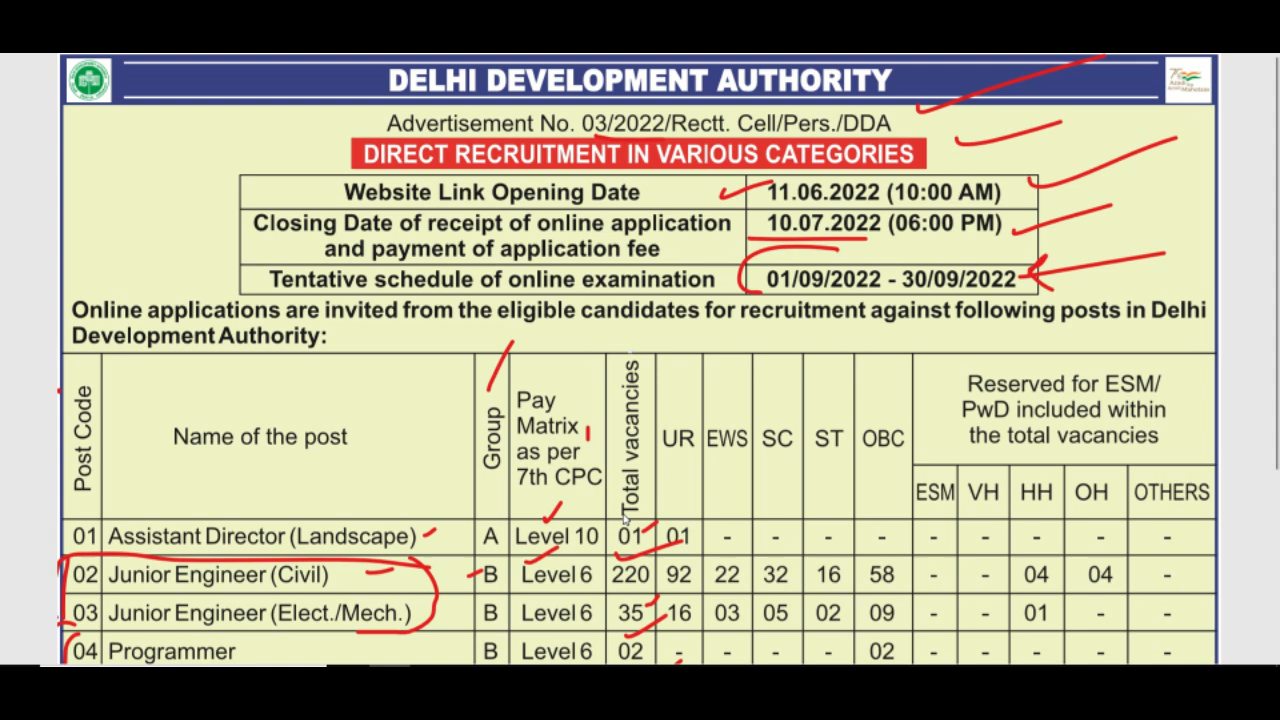 DELHI DEVELOPMENT AUTHORITY
Advertisement No. 03/2022/Rectt. Cell/Pers./DDA
DIRECT RECRUITMENT IN VARIOUS CATEGORIES
Website Link Opening Date 11.06.2022 (10:00 AM)
Closing Date of receipt of online application 10.07.2022 (06:00 PM)
and payment of application fee
Tentative schedule of online examination 01/09/2022 - 30/09/2022
Online applications are invited from the eligible candidates for recruitment against following posts in Delhi
Development Authority:
Post Code
Name of the post
Group
Pay
Matrix
as per
7th CPC
Total vacancies
UR EWS SC ST OBC
Reserved for ESM/
PwD included within
the total vacancies
ESM VH HH OH OTHERS
01 Assistant Director (Landscape) A Level 10 01 01 - - - - - - - - -
02 Junior Engineer (Civil) B Level 6 220 92 22 32 16 58 - - 04 04 -
03 Junior Engineer (Elect./Mech.) B Level 6 35 16 03 05 02 09 - - 01 - -
04 Programmer B Level 6 02 - - - - 02 - - - - -